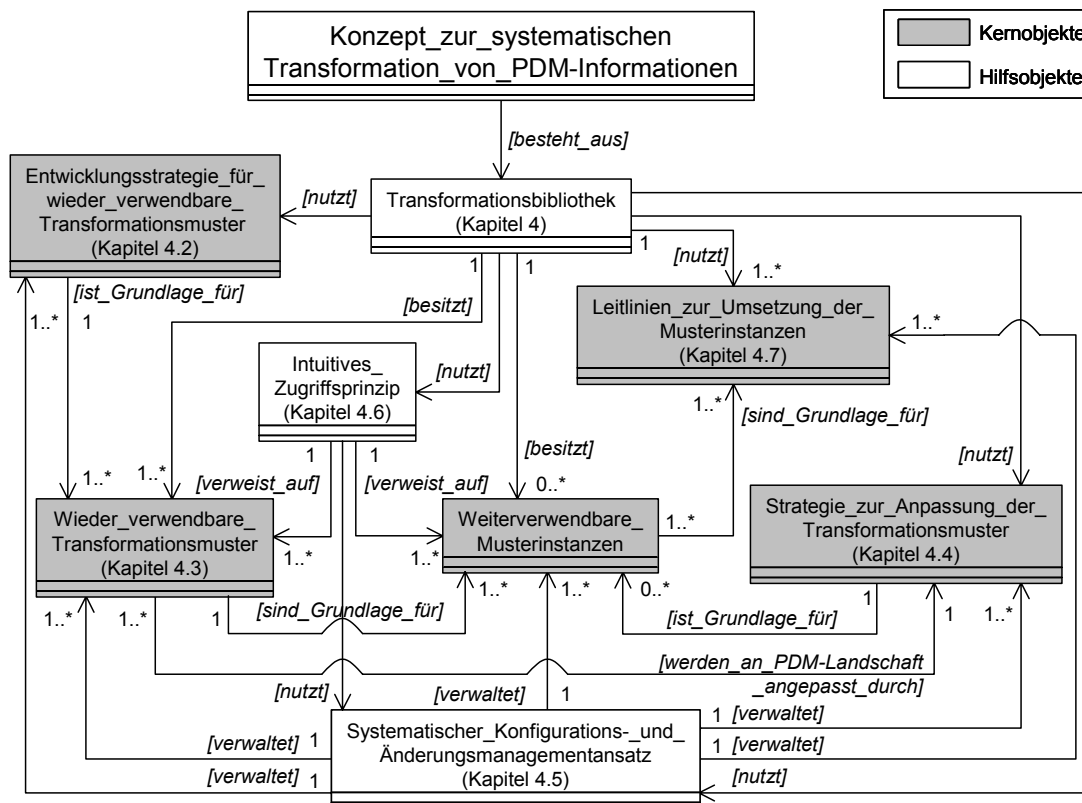 Konzept_zur_systematischen
Transformation_von_PDM-Informationen
Kernobjekte
Hilfsobjekte
[besteht_aus]
Entwicklungsstrategie_für_
wieder_verwendbare_
Transformationsmuster
(Kapitel 4.2)
[nutzt]
Transformationsbibliothek
(Kapitel 4)
1
1
1
[nutzt]
1..*
[ist_Grundlage_für]
1..*
1
[besitzt]
Leitlinien_zur_Umsetzung_der_
Musterinstanzen
(Kapitel 4.7)
1..*
Intuitives_
Zugriffsprinzip
(Kapitel 4.6)
[nutzt]
1..*
[sind_Grundlage_für]
1
1
[besitzt]
[nutzt]
1..*
1..*
[verweist_auf]
[verweist_auf]
0..*
Wieder_verwendbare_
Transformationsmuster
(Kapitel 4.3)
1..*
1..*
Weiterverwendbare_
Musterinstanzen
1..*
Strategie_zur_Anpassung_der_
Transformationsmuster
(Kapitel 4.4)
1..*
1..*
1
[sind_Grundlage_für]
1..*
1..*
0..*
[ist_Grundlage_für]
1
1
1..*
[werden_an_PDM-Landschaft
_angepasst_durch]
[nutzt]
[verwaltet]
1
Systematischer_Konfigurations-_und_
Änderungsmanagementansatz
(Kapitel 4.5)
[verwaltet]
1
[verwaltet]
1
1
[verwaltet]
1
[verwaltet]
[nutzt]